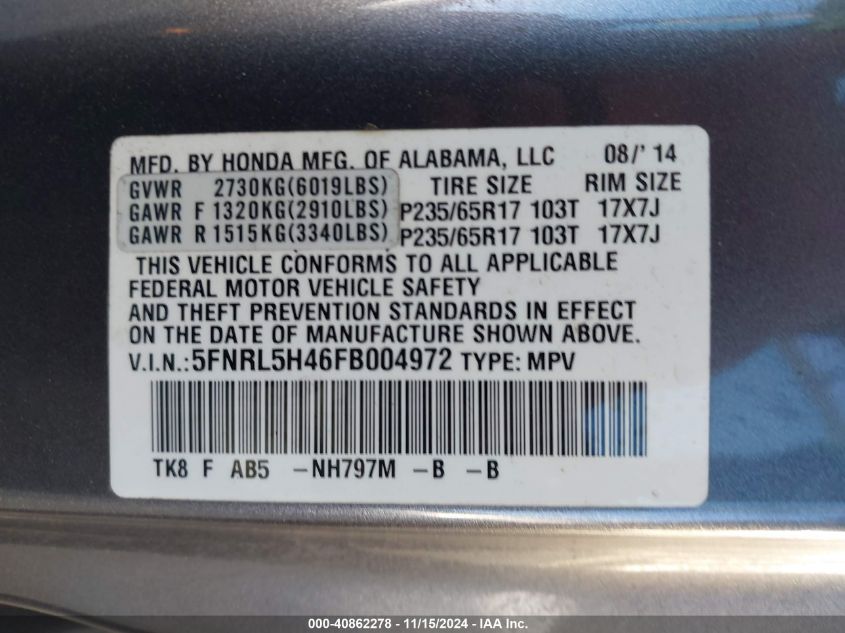 MFD. BY HONDA MFG. OF ALABAMA, LLC 08/' 14
GVWR 2730KG(6019LBS) TIRE SIZE RIM SIZE
GAWR F 1320KG(2910LBS) P235/65R17 103T 17X7J
GAWR R 1515KG(3340LBS) P235/65R17 103T 17X7J
THIS VEHICLE CONFORMS TO ALL APPLICABLE
FEDERAL MOTOR VEHICLE SAFETY
AND THEFT PREVENTION STANDARDS IN EFFECT
ON THE DATE OF MANUFACTURE SHOWN ABOVE.
V.I.N.:5FNRL5H46FB004972 TYPE: MPV
TK8 F AB5 -NH797M -B -B
000-40862278 - 11/15/2024 - IAA Inc.